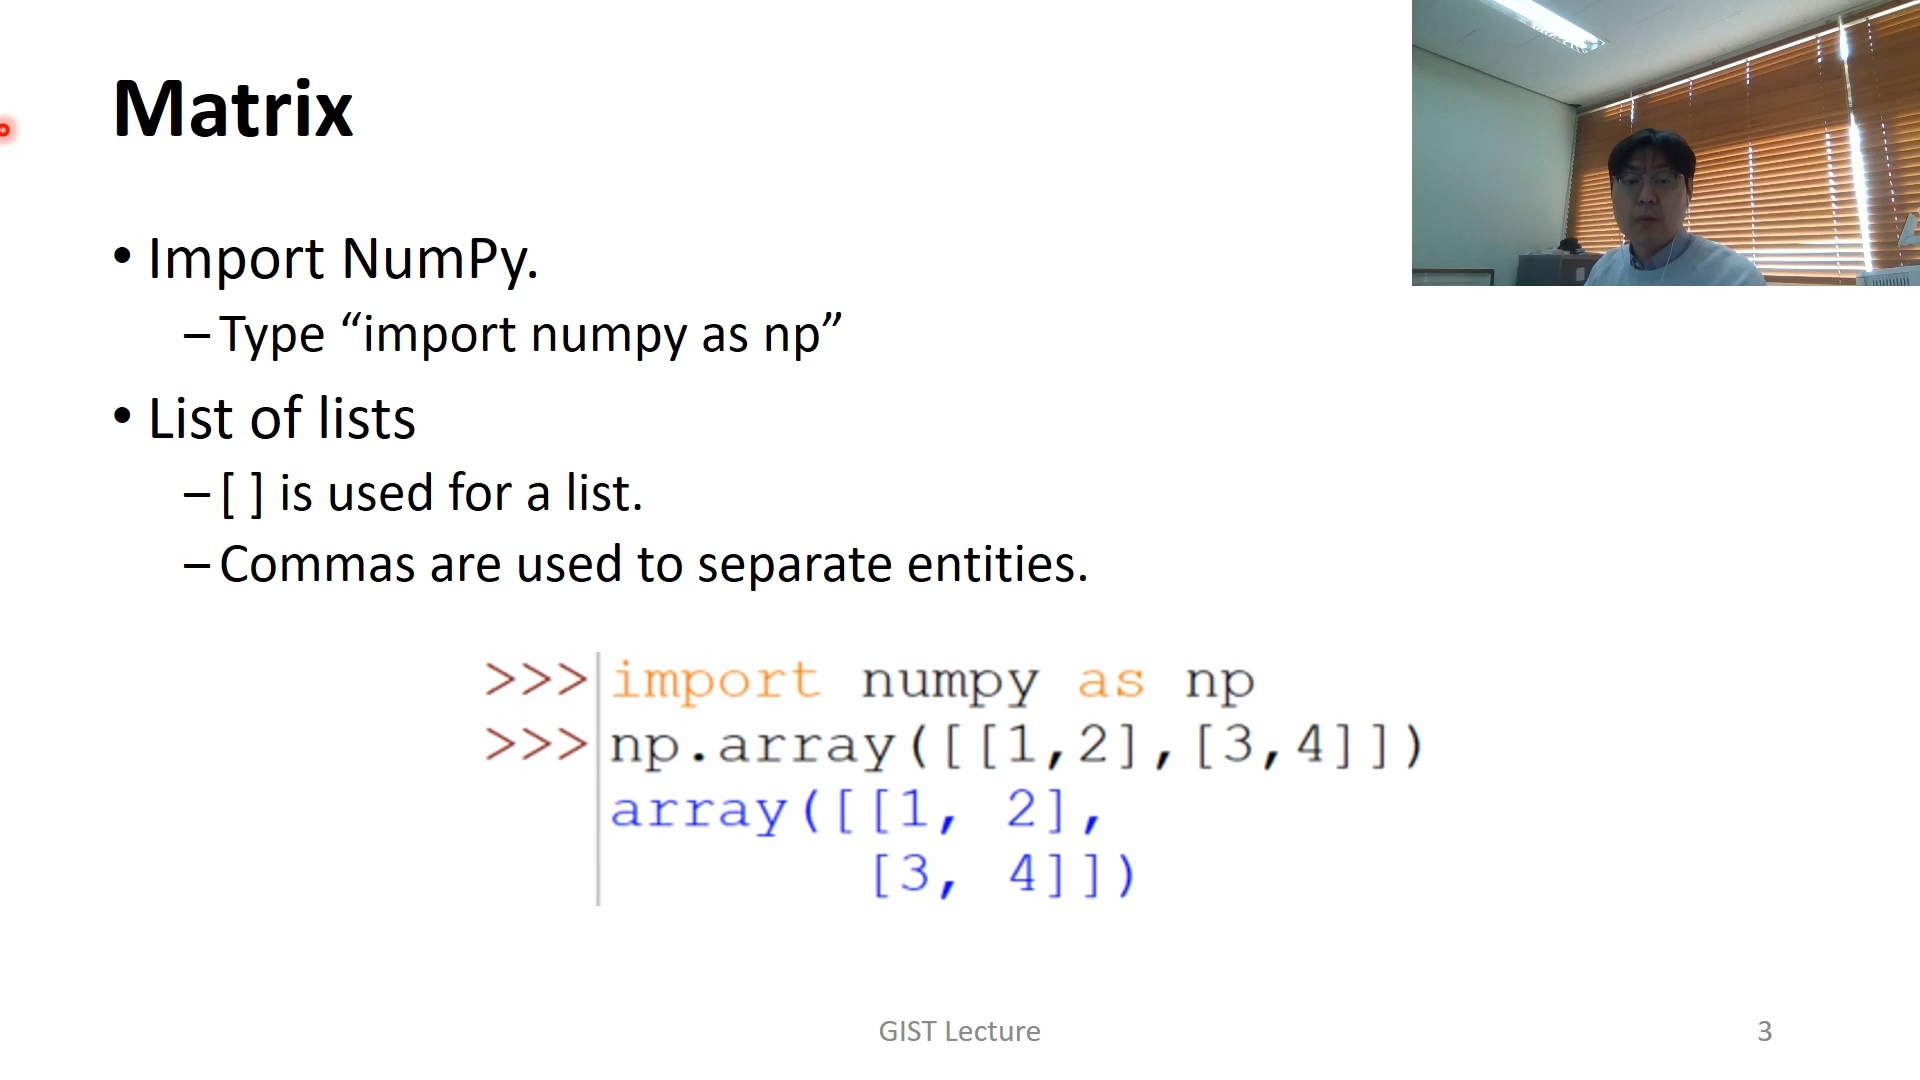 Matrix
• Import NumPy.
– Type “import numpy as np”
• List of lists
– [ ] is used for a list.
– Commas are used to separate entities.
>>> import numpy as np
>>> np.array([[1,2],[3,4]])
array([[1, 2],
[3, 4]])
GIST Lecture
3